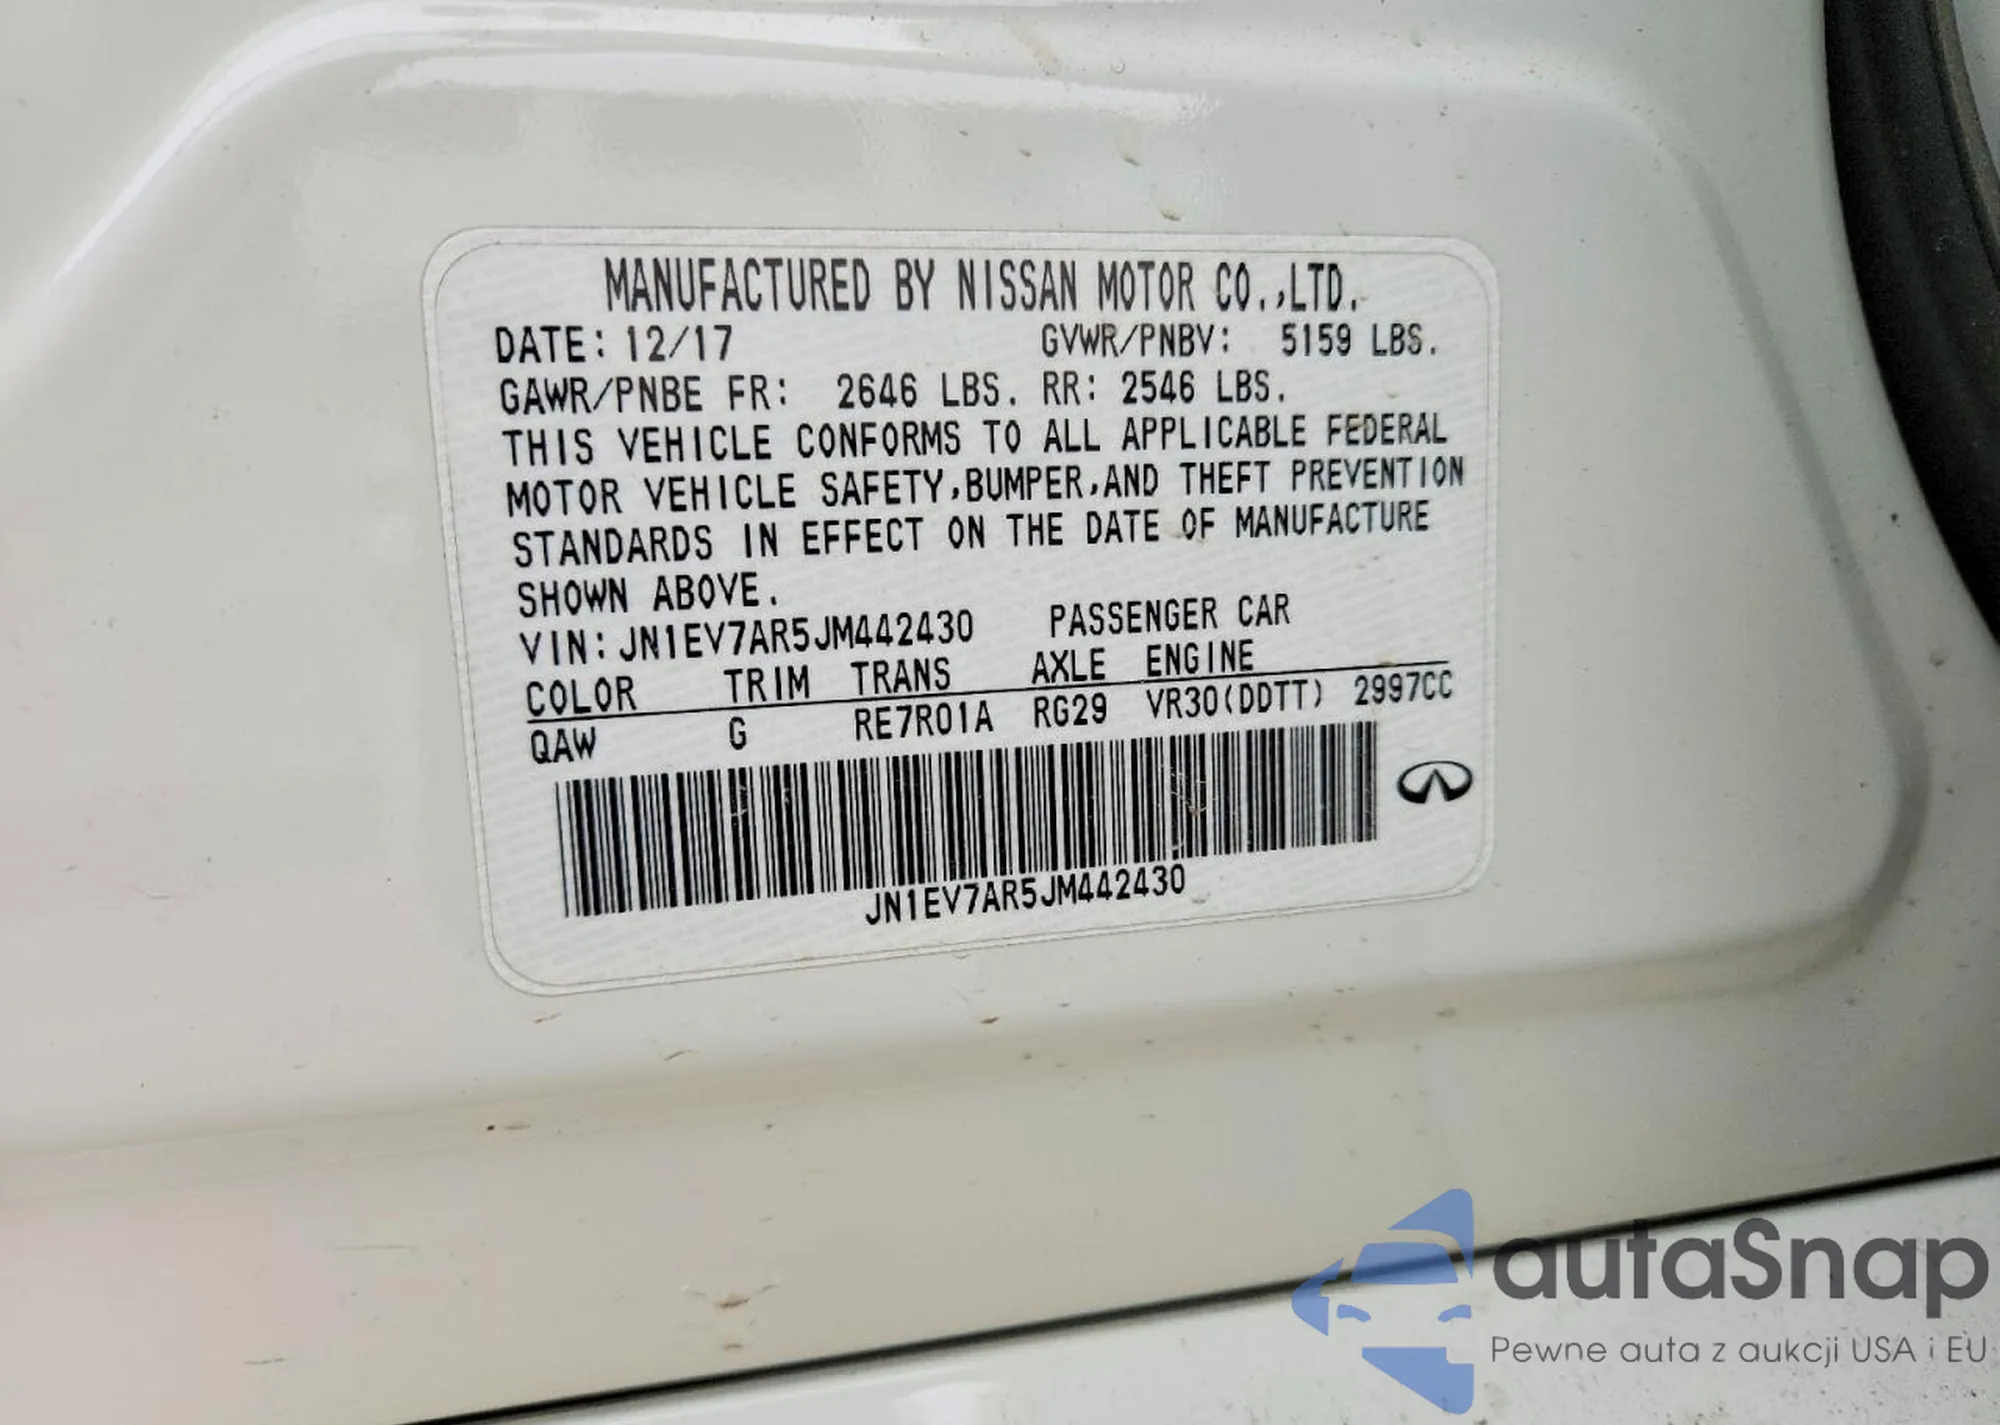 MANUFACTURED BY NISSAN MOTOR CO.,LTD.
DATE: 12/17 GVWR/PNBV: 5159 LBS.
GAWR/PNBE FR: 2646 LBS. RR: 2546 LBS.
THIS VEHICLE CONFORMS TO ALL APPLICABLE FEDERAL
MOTOR VEHICLE SAFETY,BUMPER,AND THEFT PREVENTION
STANDARDS IN EFFECT ON THE DATE OF MANUFACTURE
SHOWN ABOVE.
VIN:JN1EV7AR5JM442430 PASSENGER CAR
COLOR TRIM TRANS AXLE ENGINE
QAW G RE7R01A RG29 VR30(DDTT) 2997CC
JN1EV7AR5JM442430
autaSnap
Pewne auta z aukcji USA i EU